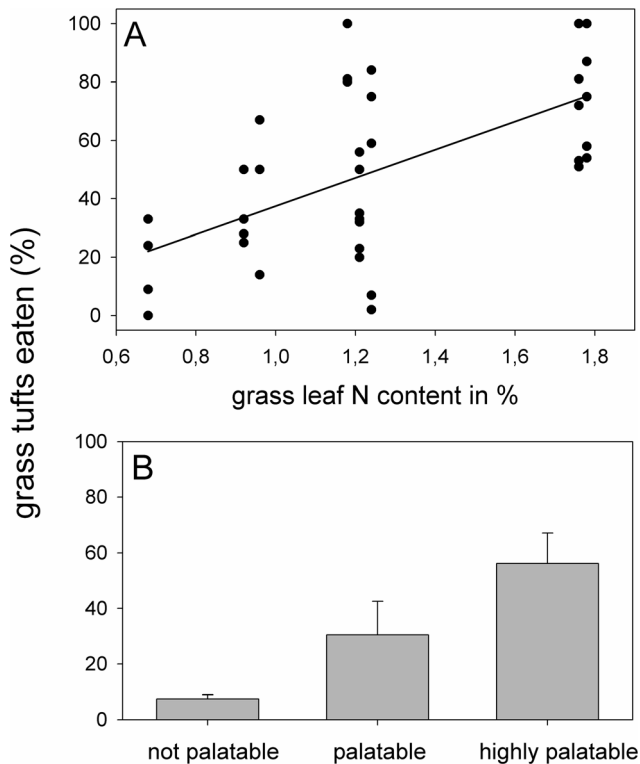 A
100
80
60
40
20
0
0,6 0,8 1,0 1,2 1,4 1,6 1,8
grass leaf N content in %
grass tufts eaten (%)
B
100
80
60
40
20
0
not palatable palatable highly palatable